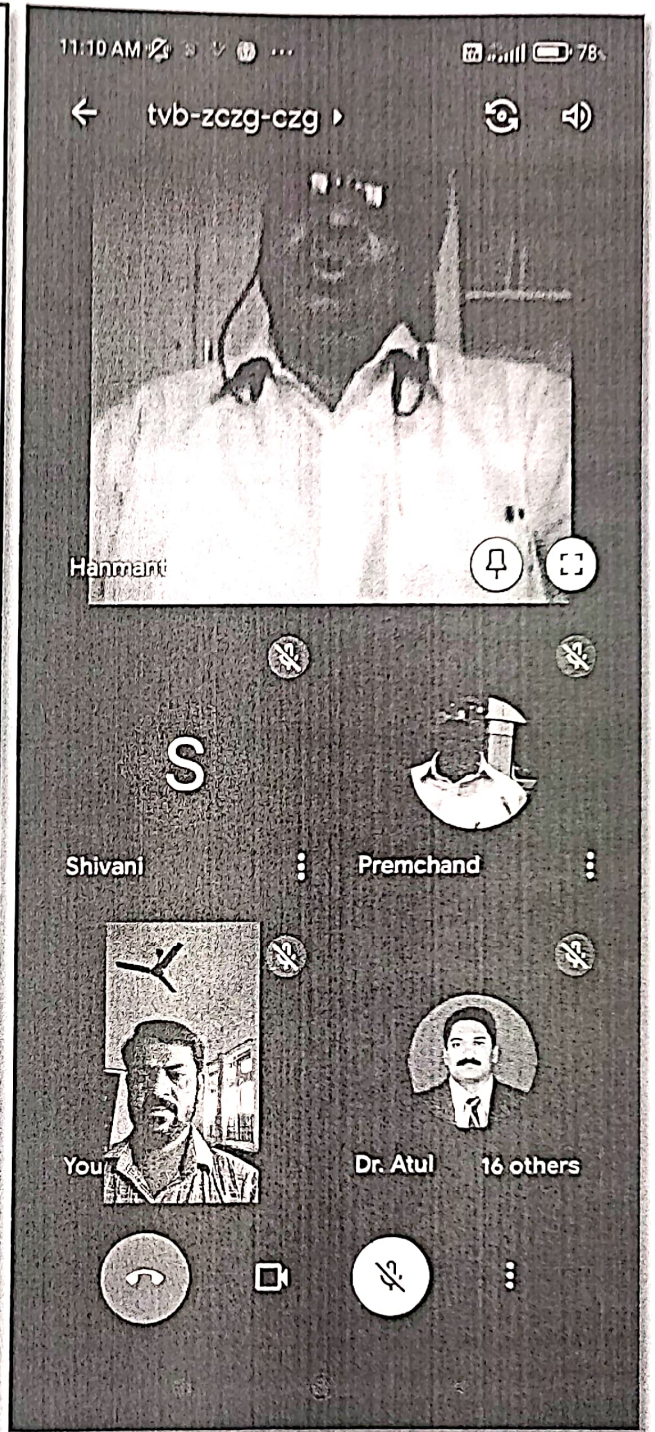 11:10 AM ... 78
tvb-zczg-czg
Hanmant
S
Shivani
Premchand
You
Dr. Atul
16 others